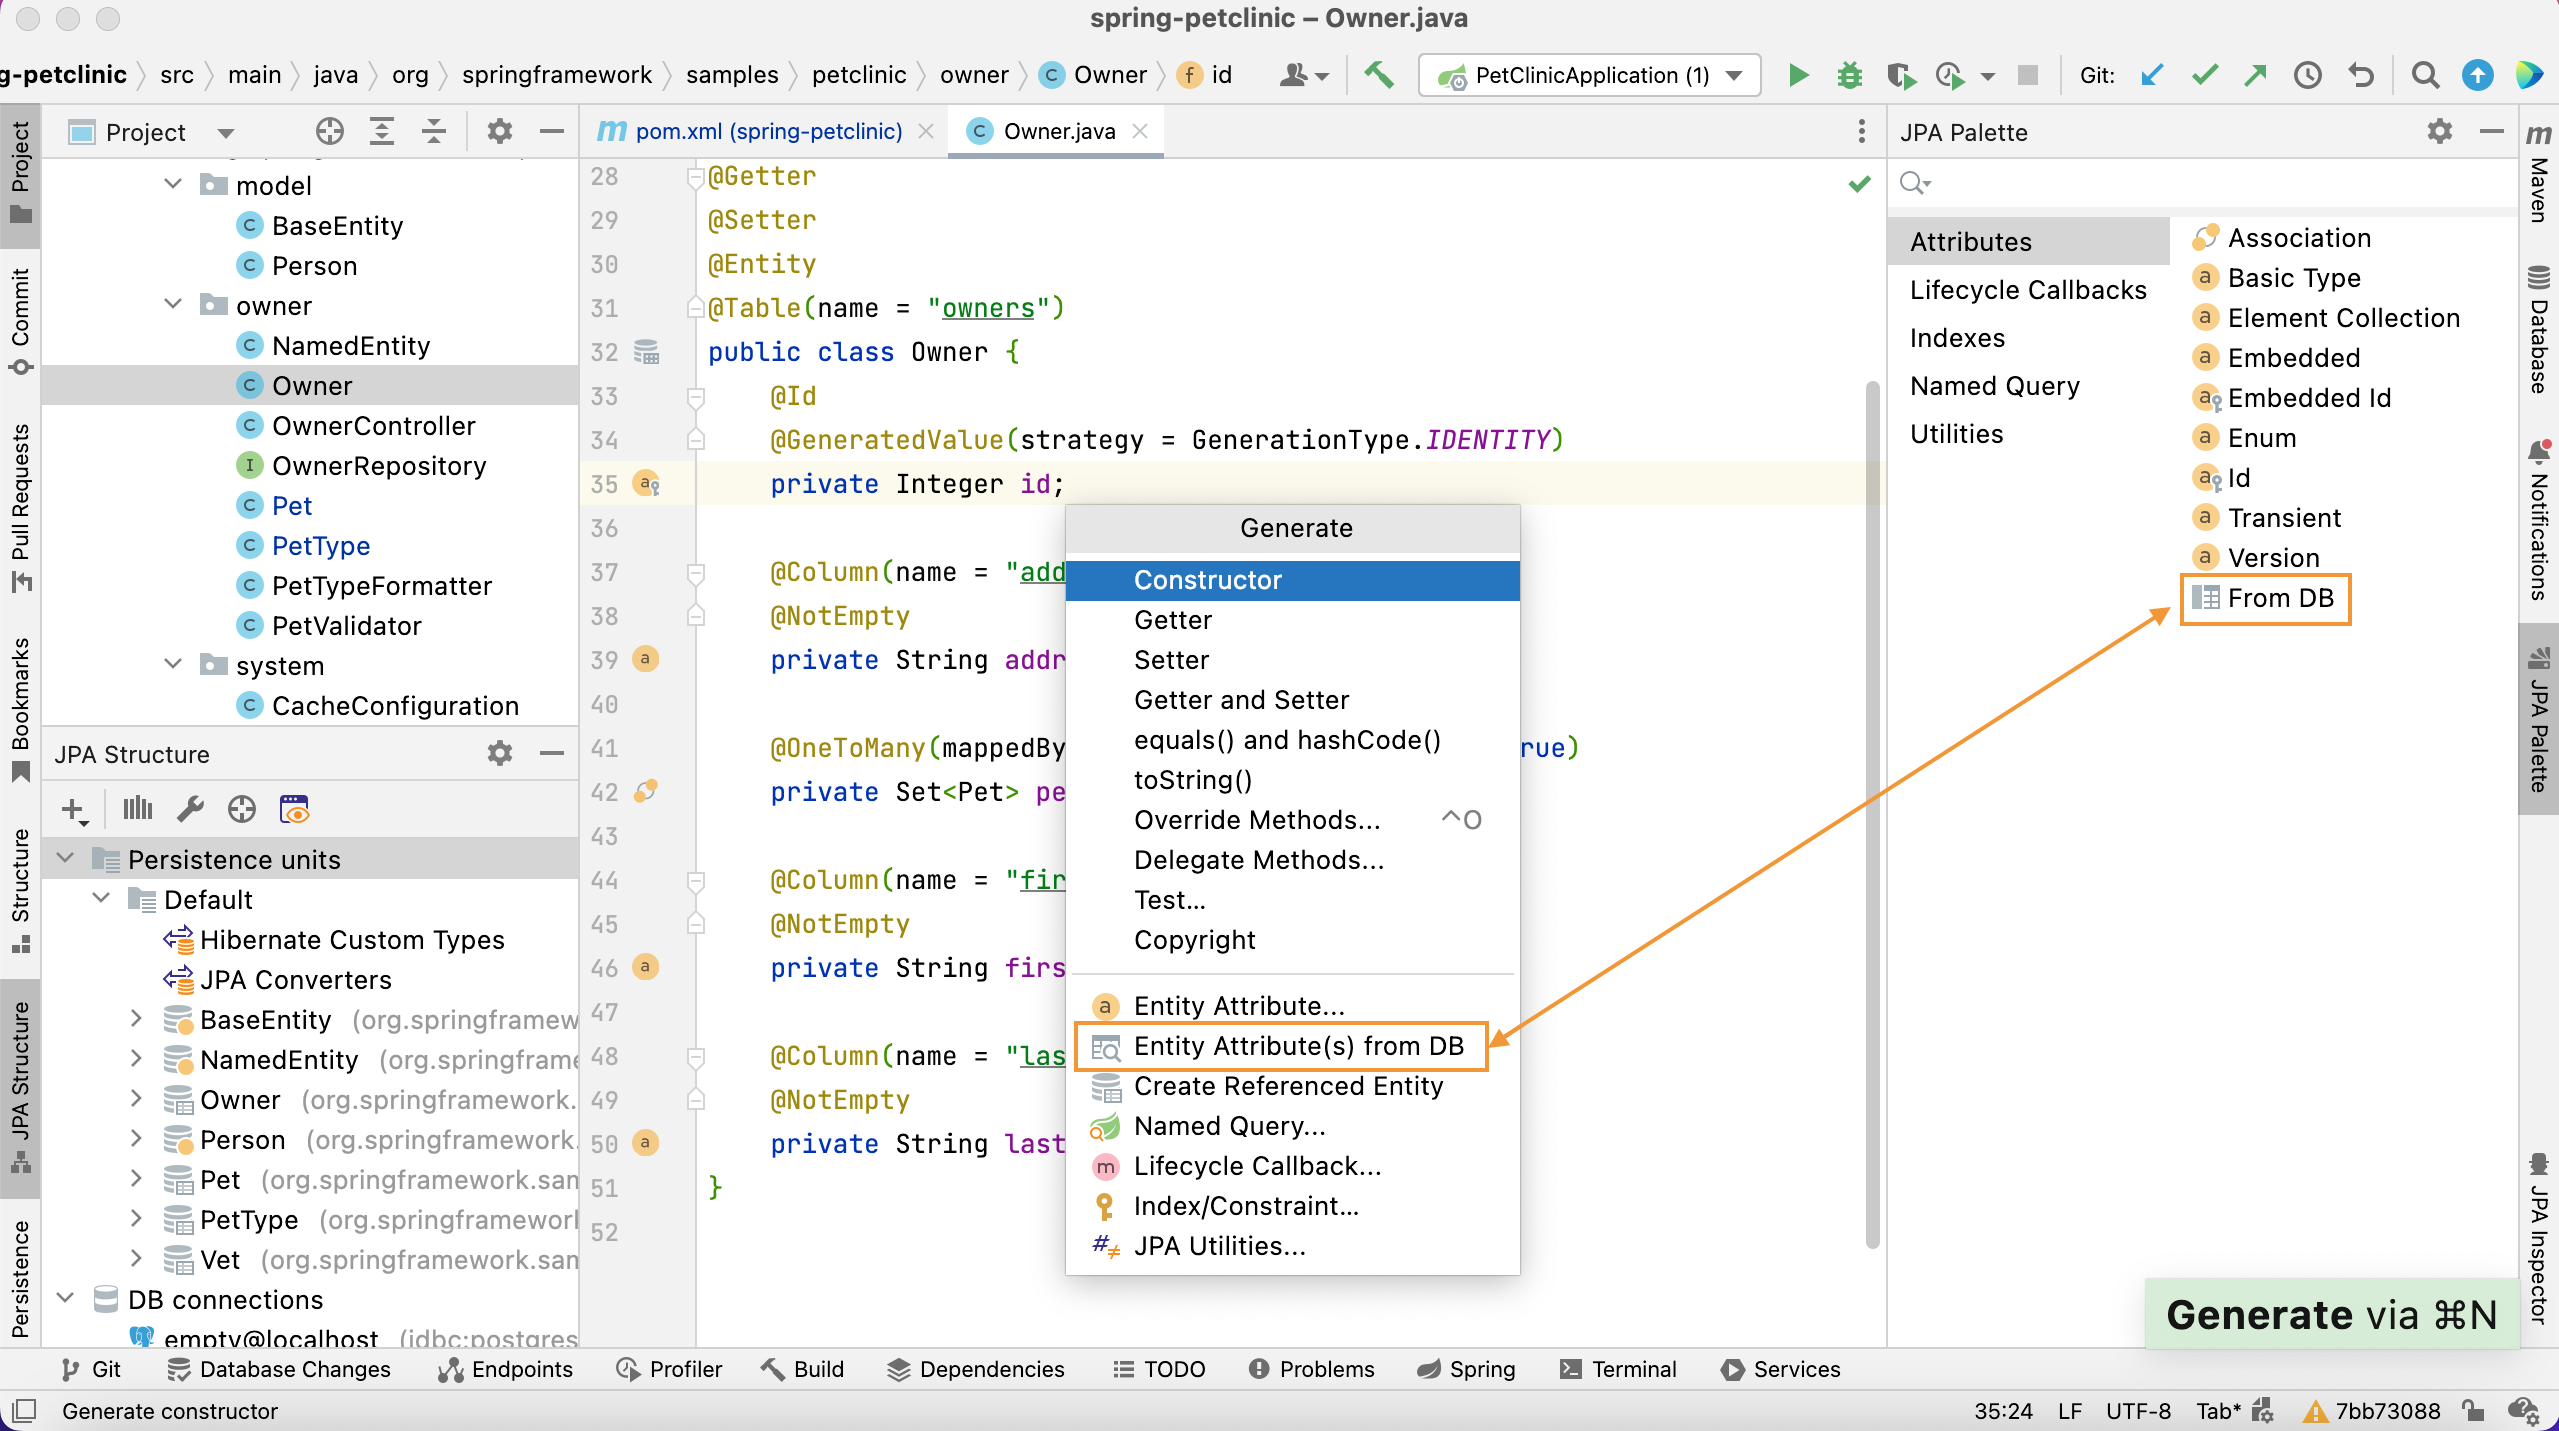 spring-petclinic – Owner.java
g-petclinic src main java org springframework samples petclinic owner C Owner f id PetClinicApplication (1) Git:
Project
m pom.xml (spring-petclinic) C Owner.java
JPA Palette
Project
Commit
Pull Requests
Bookmarks
Structure
JPA Structure
Persistence
model
C BaseEntity
C Person
owner
C NamedEntity
C Owner
C OwnerController
I OwnerRepository
C Pet
C PetType
C PetTypeFormatter
C PetValidator
system
C CacheConfiguration
JPA Structure
Persistence units
Default
Hibernate Custom Types
JPA Converters
BaseEntity (org.springframew
NamedEntity (org.springframe
Owner (org.springframework.
Person (org.springframework.
Pet (org.springframework.san
PetType (org.springframework
Vet (org.springframework.san
DB connections
empty@localhost (jdbc:postgres
28 @Getter
29 @Setter
30 @Entity
31 @Table(name = "owners")
32 public class Owner {
33 @Id
34 @GeneratedValue(strategy = GenerationType.IDENTITY)
35 a private Integer id;
36
37 @Column(name = "add
38 @NotEmpty
39 a private String addr
40
41 @OneToMany(mappedBy rue)
42 private Set<Pet> pe
43
44 @Column(name = "fir
45 @NotEmpty
46 a private String firs
47
48 @Column(name = "las
49 @NotEmpty
50 a private String last
51 }
52
Generate
Constructor
Getter
Setter
Getter and Setter
equals() and hashCode()
toString()
Override Methods... ^O
Delegate Methods...
Test...
Copyright
a Entity Attribute...
Entity Attribute(s) from DB
Create Referenced Entity
Named Query...
m Lifecycle Callback...
Index/Constraint...
JPA Utilities...
Attributes
Lifecycle Callbacks
Indexes
Named Query
Utilities
Association
a Basic Type
a Element Collection
a Embedded
a Embedded Id
a Enum
a Id
a Transient
a Version
From DB
m Maven
Database
Notifications
JPA Palette
JPA Inspector
Generate via ⌘N
Git Database Changes Endpoints Profiler Build Dependencies TODO Problems Spring Terminal Services
Generate constructor 35:24 LF UTF-8 Tab* 7bb73088